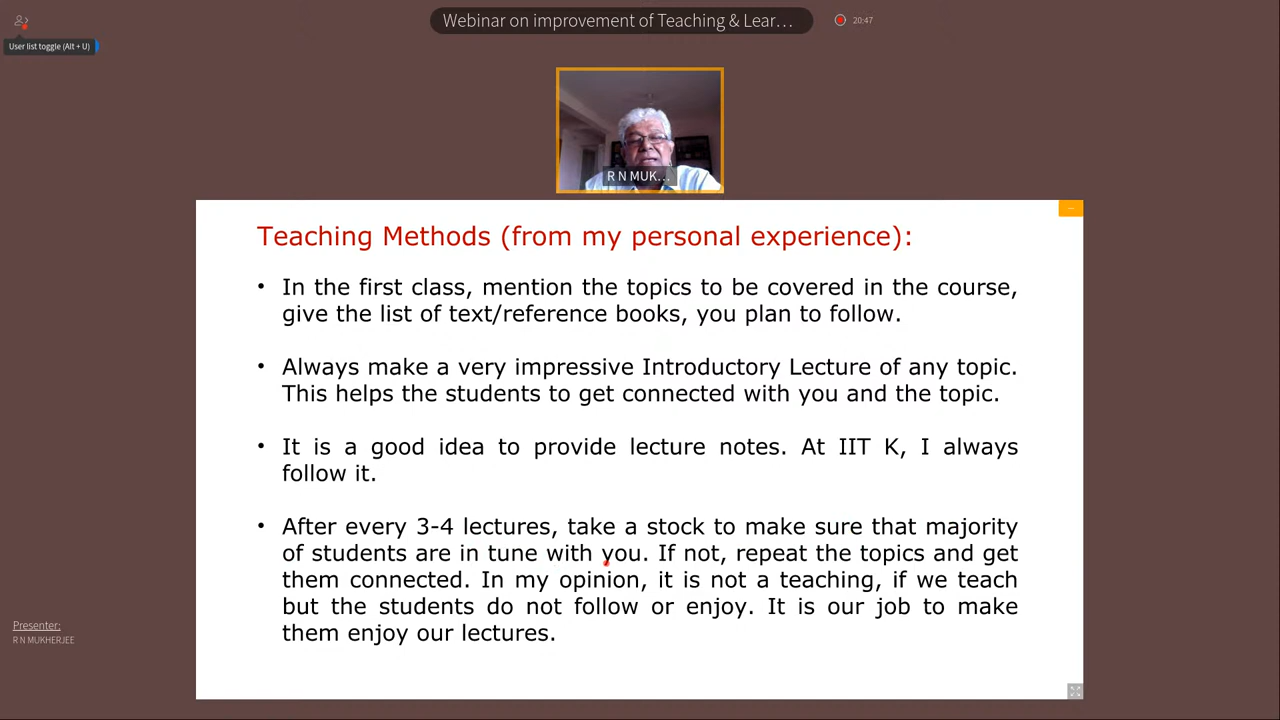 Webinar on improvement of Teaching & Lear...
20:47
User list toggle (Alt + U)
R N MUK...
Teaching Methods (from my personal experience):
• In the first class, mention the topics to be covered in the course,
give the list of text/reference books, you plan to follow.
• Always make a very impressive Introductory Lecture of any topic.
This helps the students to get connected with you and the topic.
• It is a good idea to provide lecture notes. At IIT K, I always
follow it.
• After every 3-4 lectures, take a stock to make sure that majority
of students are in tune with you. If not, repeat the topics and get
them connected. In my opinion, it is not a teaching, if we teach
but the students do not follow or enjoy. It is our job to make
them enjoy our lectures.
Presenter:
R N MUKHERJEE